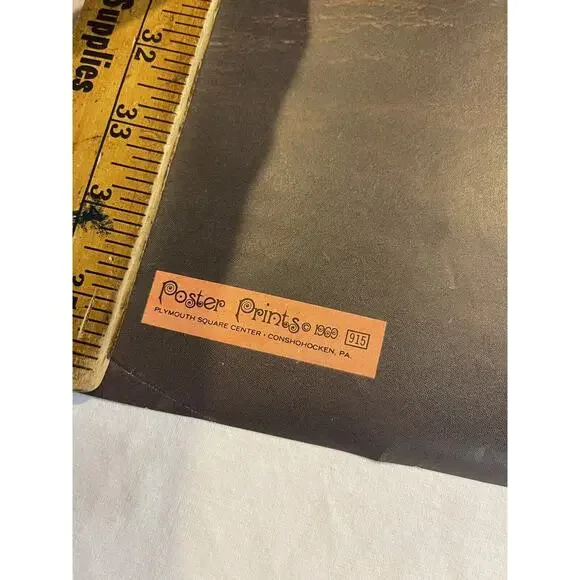 Supplies
32
33
3
Poster Prints © 1969 915
PLYMOUTH SQUARE CENTER • CONSHOHOCKEN, PA.